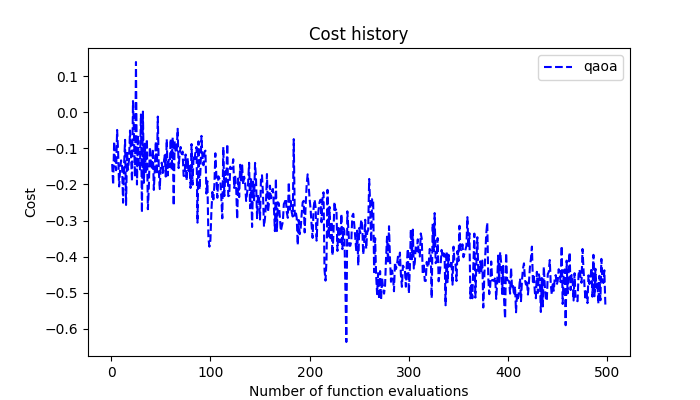 Cost history
qaoa
0.1
0.0
−0.1
−0.2
−0.3
−0.4
−0.5
−0.6
Cost
0 100 200 300 400 500
Number of function evaluations